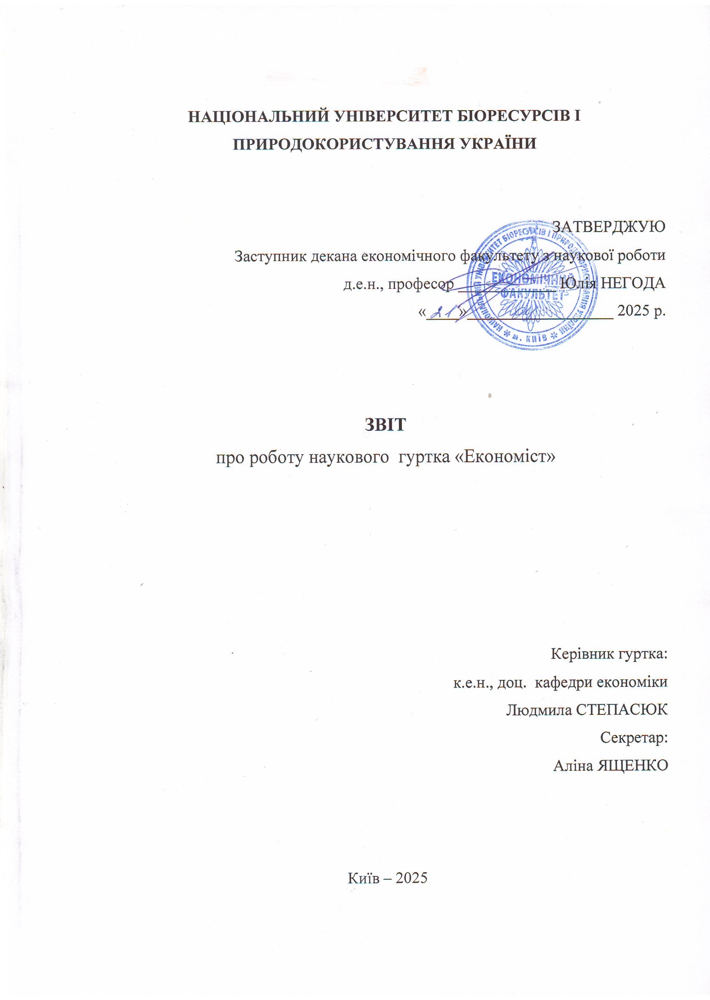 НАЦІОНАЛЬНИЙ УНІВЕРСИТЕТ БІОРЕСУРСІВ І
ПРИРОДОКОРИСТУВАННЯ УКРАЇНИ
ЗАТВЕРДЖУЮ
Заступник декана економічного факультету з наукової роботи
д.е.н., професор ____________ Юлія НЕГОДА
«21» 04 2025 р.
НАЦІОНАЛЬНИЙ УНІВЕРСИТЕТ БІОРЕСУРСІВ І ПРИРОДОКОРИСТУВАННЯ УКРАЇНИ
ЕКОНОМІЧНИЙ
ФАКУЛЬТЕТ
* м. КИЇВ *
ЗВІТ
про роботу наукового гуртка «Економіст»
Керівник гуртка:
к.е.н., доц. кафедри економіки
Людмила СТЕПАСЮК
Секретар:
Аліна ЯЩЕНКО
Київ – 2025